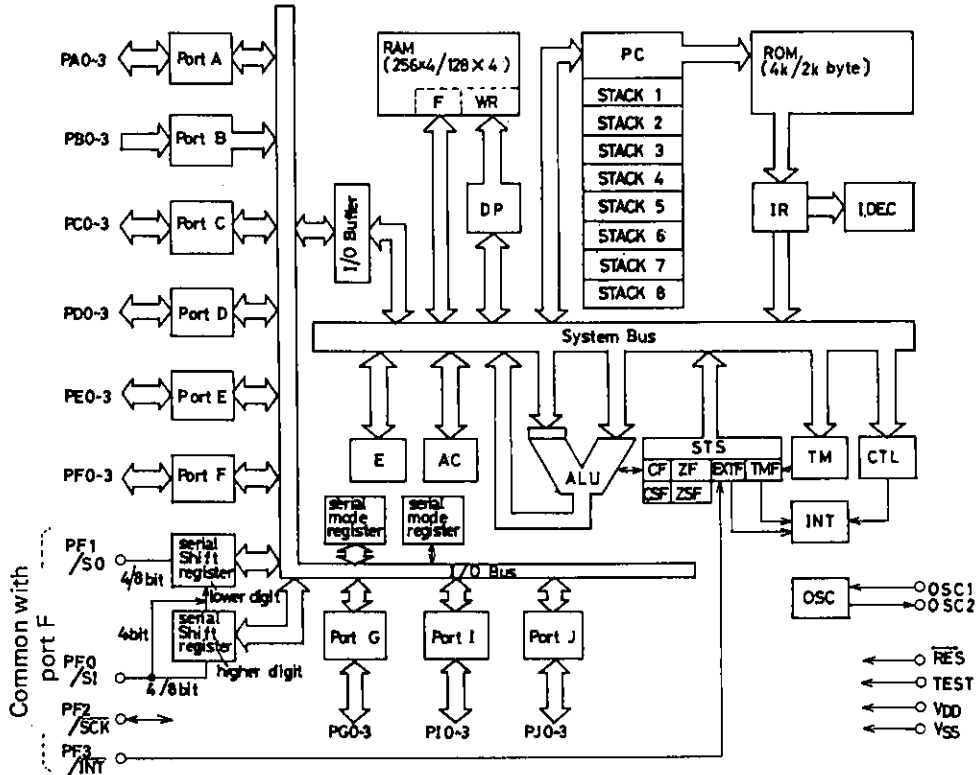 PA0~3
Port A
PB0~3
Port B
PC0~3
Port C
PD0~3
Port D
PE0-3
Port E
PF0-3
Port F
I/O Buffer
RAM
(256×4/128×4)
F
WR
DP
PC
STACK 1
STACK 2
STACK 3
STACK 4
STACK 5
STACK 6
STACK 7
STACK 8
ROM
(4k/2k byte)
IR
I,DEC
System Bus
E
AC
ALU
STS
CF
ZF
EXTF
TMF
CSF
ZSF
TM
CTL
INT
serial
mode
register
serial
mode
register
I/O Bus
OSC
OSC1
OSC2
Common with
port F
PF1
/SO
4/8bit
serial
Shift
register
lower digit
4bit
serial
Shift
register
higher digit
PF0
/SI
4/8bit
PF2
/SCK
PF3
/INT
Port G
Port I
Port J
PG0-3
PI0~3
PJ0-3
RES
TEST
VDD
VSS